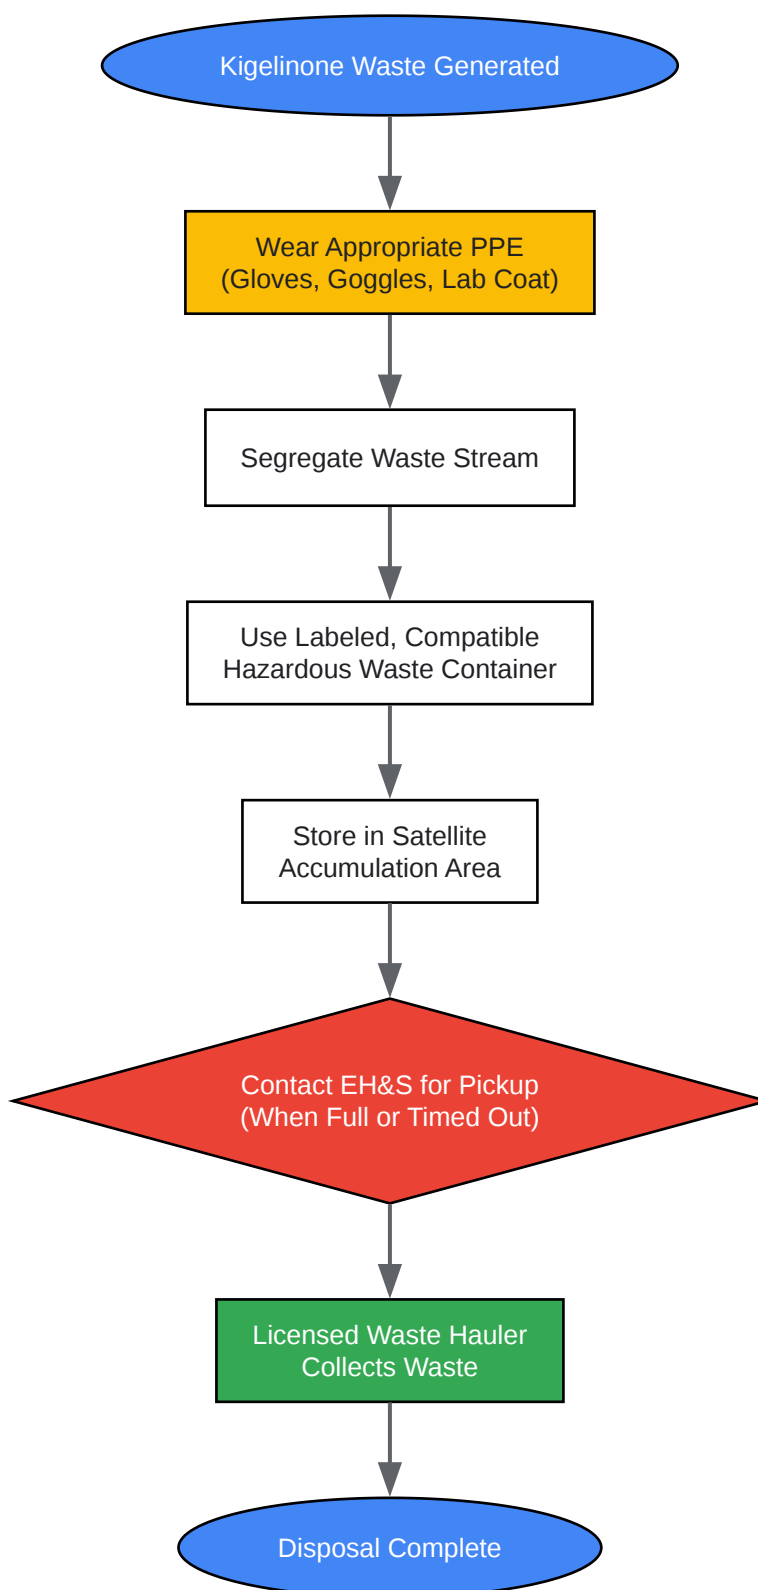 Kigelinone Waste Generated
Wear Appropriate PPE
(Gloves, Goggles, Lab Coat)
Segregate Waste Stream
Use Labeled, Compatible
Hazardous Waste Container
Store in Satellite
Accumulation Area
Contact EH&S for Pickup
(When Full or Timed Out)
Licensed Waste Hauler
Collects Waste
Disposal Complete